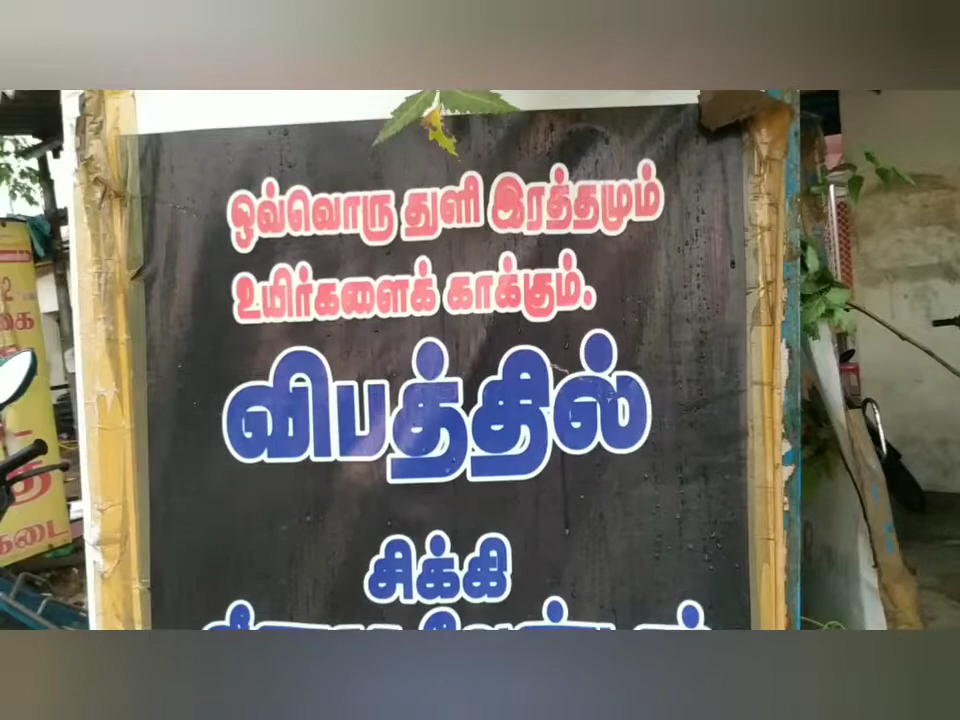 ஒவ்வொரு துளி இரத்தமும்
உயிர்களைக் காக்கும்.
விபத்தில்
சிக்கி